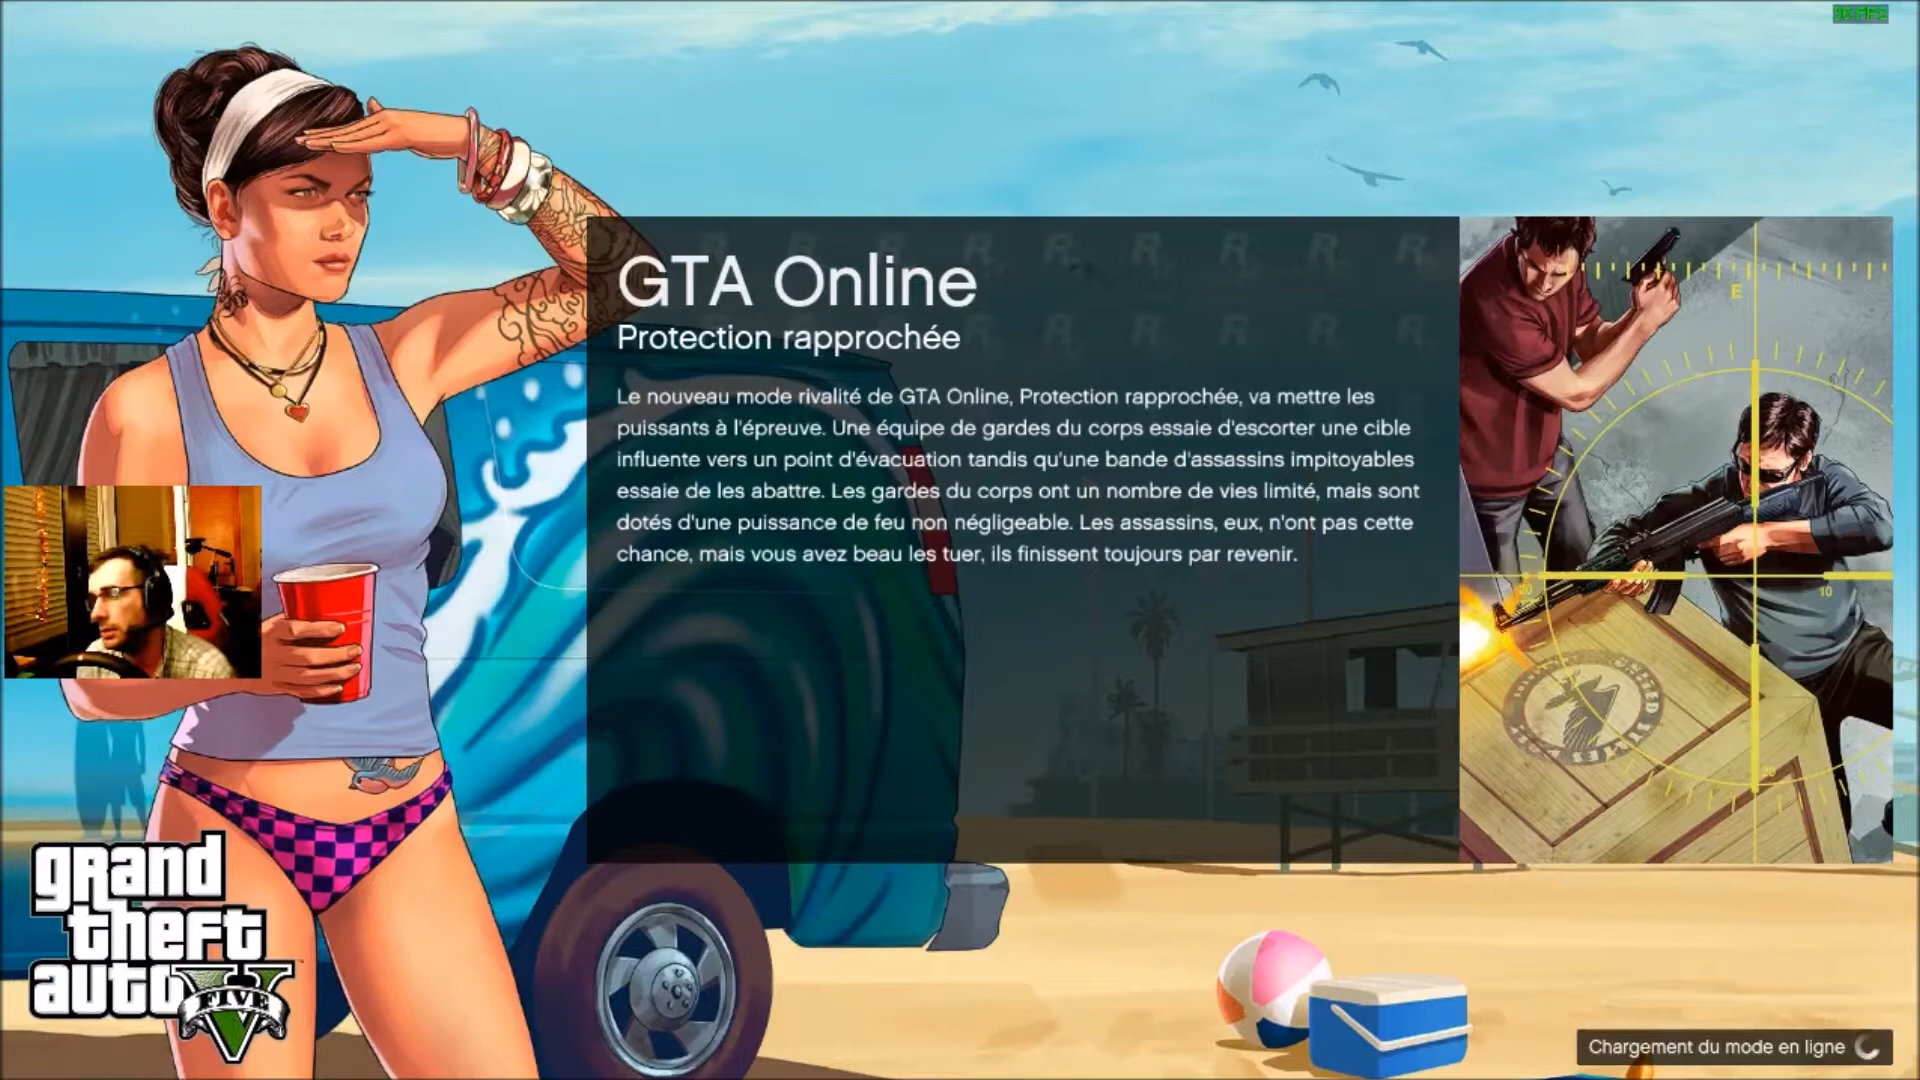 GTA Online
Protection rapprochée
Le nouveau mode rivalité de GTA Online, Protection rapprochée, va mettre les
puissants à l'épreuve. Une équipe de gardes du corps essaie d'escorter une cible
influente vers un point d'évacuation tandis qu'une bande d'assassins impitoyables
essaie de les abattre. Les gardes du corps ont un nombre de vies limité, mais sont
dotés d'une puissance de feu non négligeable. Les assassins, eux, n'ont pas cette
chance, mais vous avez beau les tuer, ils finissent toujours par revenir.
E
10
grand
theft
auto
FIVE
Chargement du mode en ligne